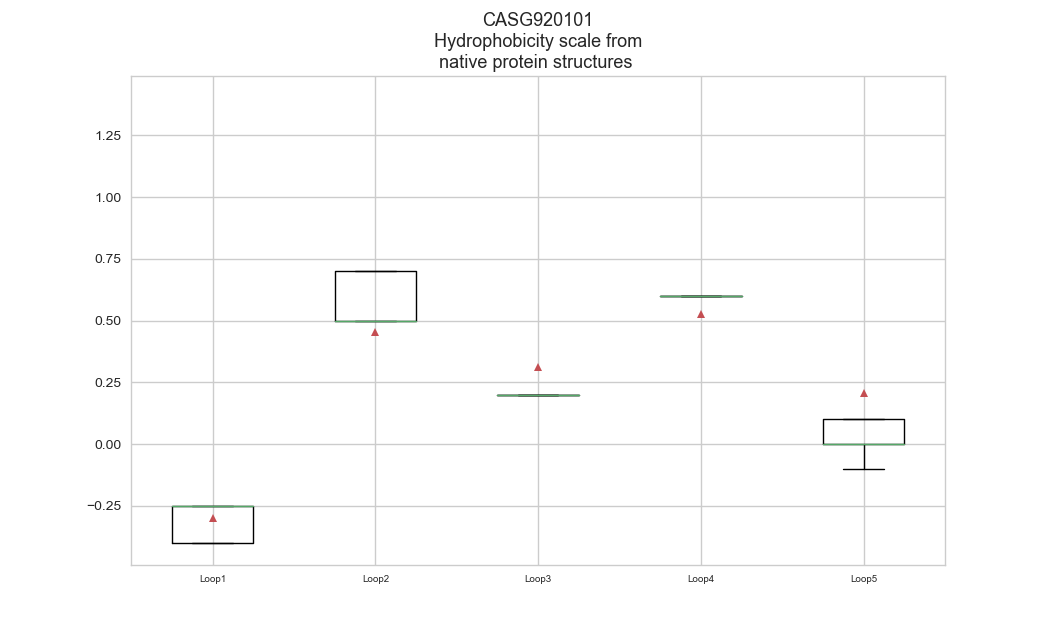 CASG920101
Hydrophobicity scale from
native protein structures
1.25
1.00
0.75
0.50
0.25
0.00
−0.25
Loop1
Loop2
Loop3
Loop4
Loop5